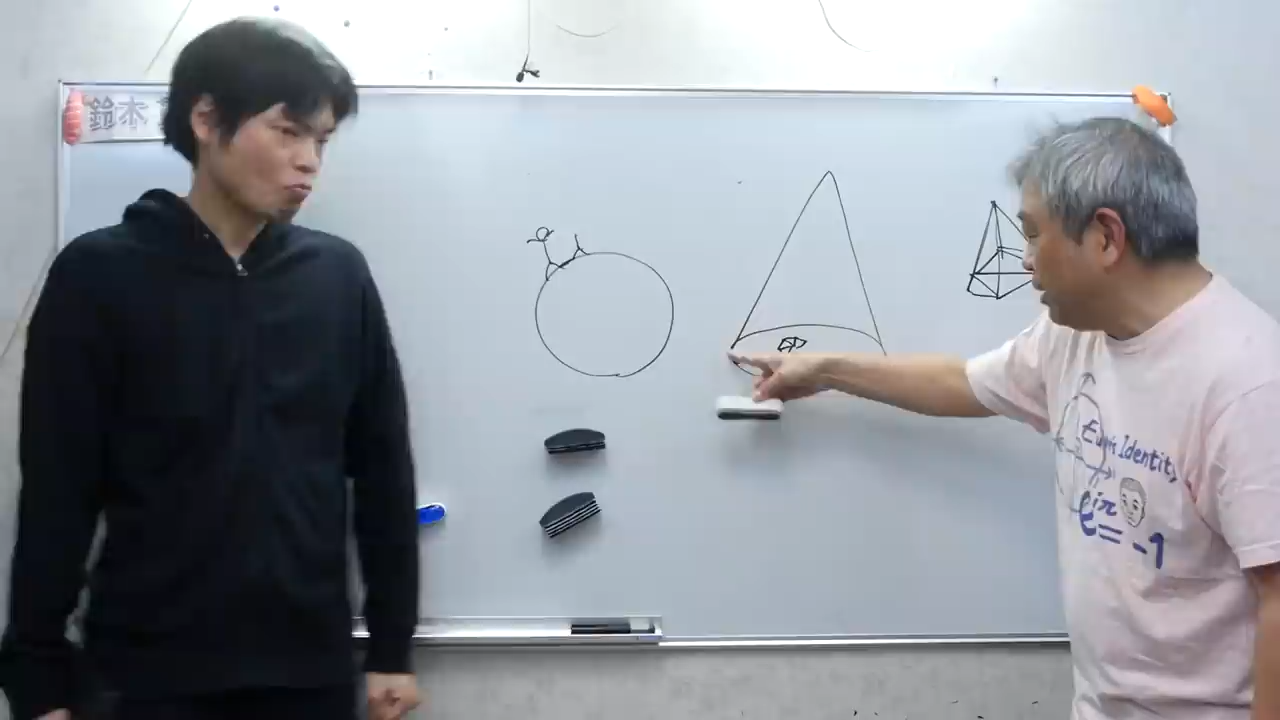 鈴木
Euler's Identity
e^iπ = -1